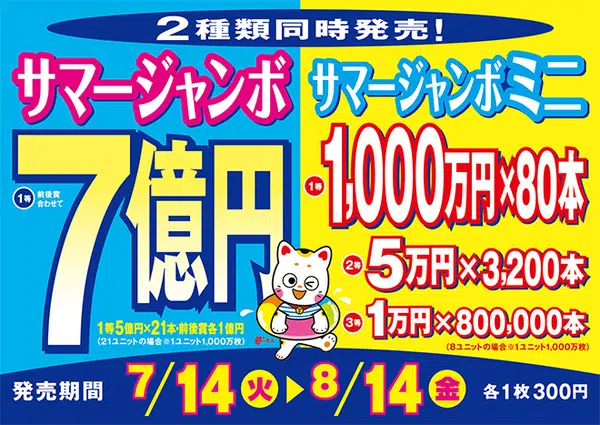 2種類同時発売!
サマージャンボ
1等 前後賞合わせて
7億円
1等5億円×21本・前後賞各1億円
(21ユニットの場合※1ユニット1,000万枚)
サマージャンボミニ
1等 1,000万円×80本
2等 5万円×3,200本
3等 1万円×800,000本
(8ユニットの場合※1ユニット1,000万枚)
発売期間 7/14火▶8/14金 各1枚300円